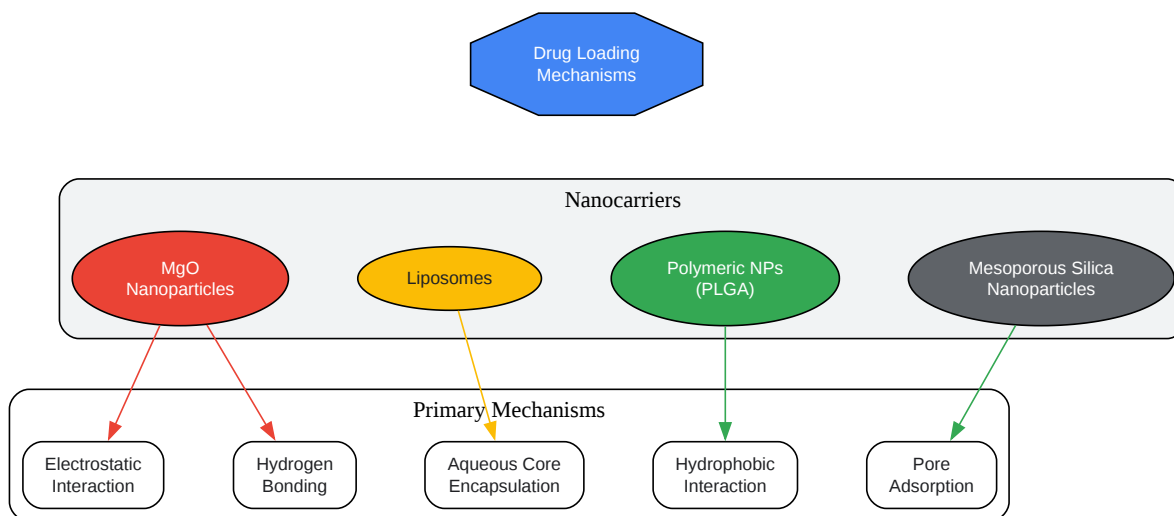 Drug Loading
Mechanisms
Nanocarriers
MgO
Nanoparticles
Liposomes
Polymeric NPs
(PLGA)
Mesoporous Silica
Nanoparticles
Primary Mechanisms
Electrostatic
Interaction
Hydrogen
Bonding
Aqueous Core
Encapsulation
Hydrophobic
Interaction
Pore
Adsorption